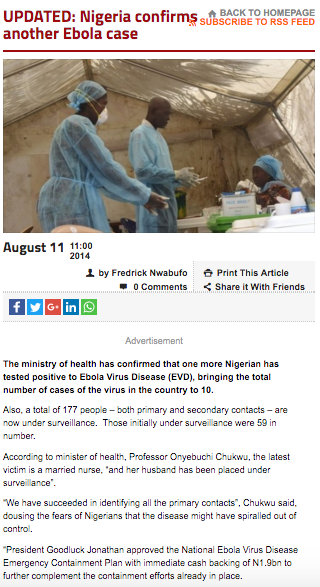 UPDATED: Nigeria confirms
another Ebola case
BACK TO HOMEPAGE
SUBSCRIBE TO RSS FEED
August 11 11:00
2014
by Fredrick Nwabufo
0 Comments
Print This Article
Share it With Friends
Advertisement
The ministry of health has confirmed that one more Nigerian has
tested positive to Ebola Virus Disease (EVD), bringing the total
number of cases of the virus in the country to 10.
Also, a total of 177 people – both primary and secondary contacts – are
now under surveillance.  Those initially under surveillance were 59 in
number.
According to minister of health, Professor Onyebuchi Chukwu, the latest
victim is a married nurse, “and her husband has been placed under
surveillance”.
“We have succeeded in identifying all the primary contacts”, Chukwu said,
dousing the fears of Nigerians that the disease might have spiralled out of
control.
“President Goodluck Jonathan approved the National Ebola Virus Disease
Emergency Containment Plan with immediate cash backing of N1.9bn to
further complement the containment efforts already in place.